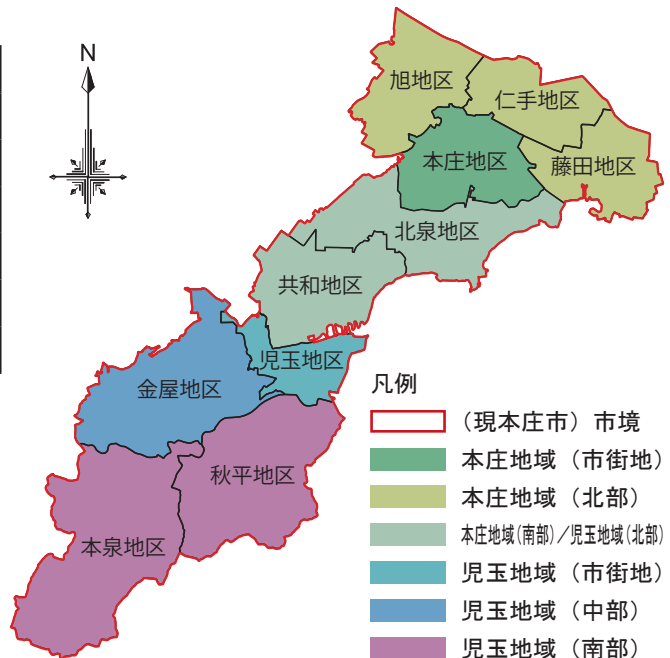 N
旭地区
仁手地区
本庄地区
藤田地区
北泉地区
共和地区
児玉地区
金屋地区
秋平地区
本泉地区
凡例
（現本庄市）市境
本庄地域（市街地）
本庄地域（北部）
本庄地域(南部)／児玉地域(北部)
児玉地域（市街地）
児玉地域（中部）
児玉地域（南部）